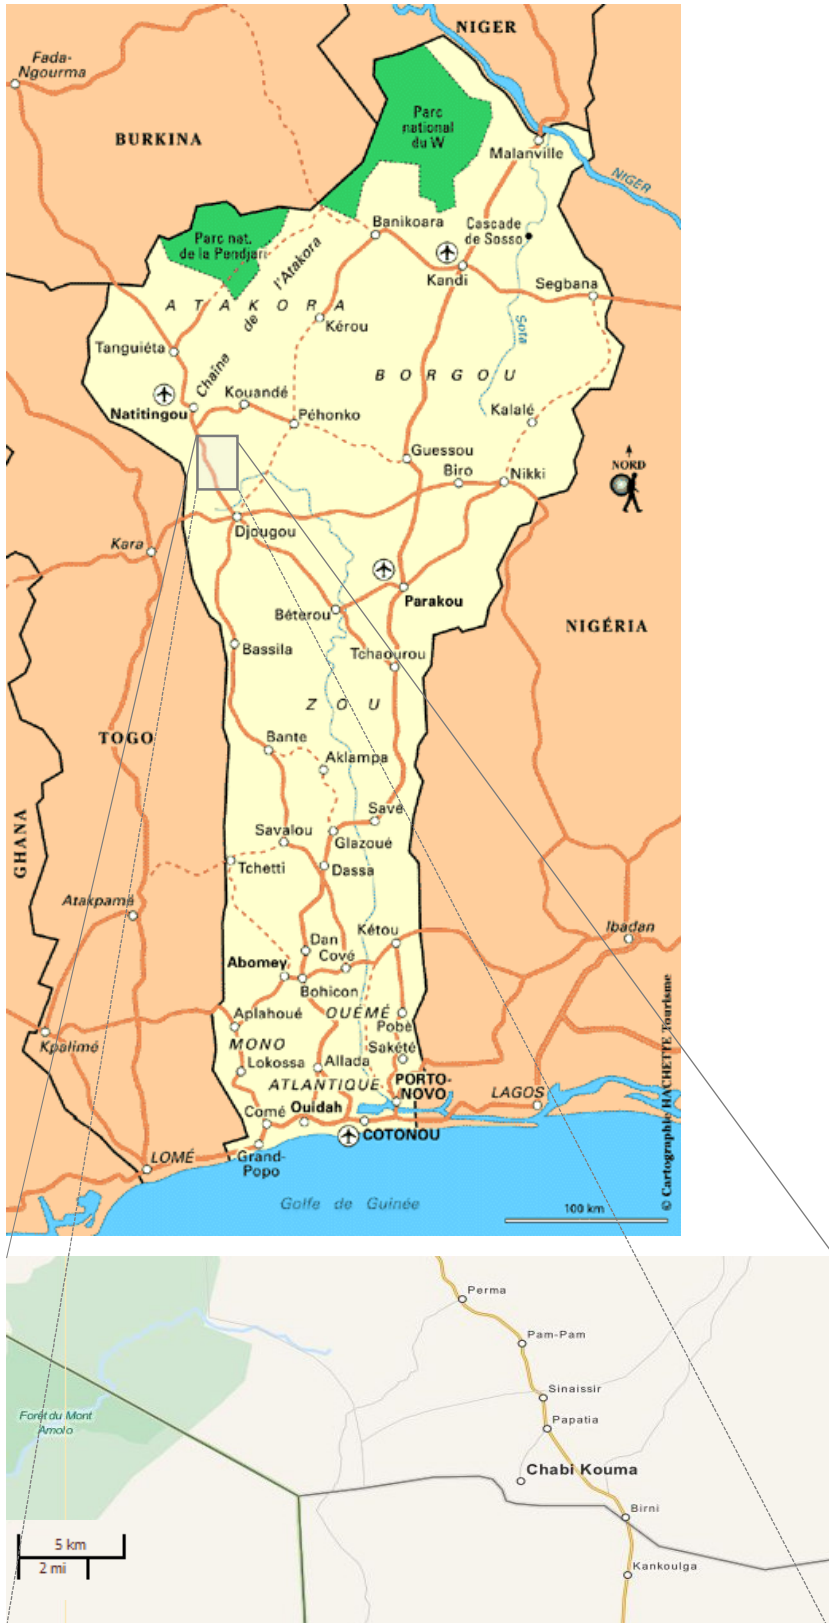 NIGER
Fada-
Ngourma
BURKINA
Parc
national
du W
Malanville
NIGER
Banikoara
Cascade
de Sosso
Parc nat.
de la Pendjari
Kandi
Segbana
ATAKORA
Chaîne de l'Atakora
Kérou
Sota
Tanguiéta
BORGOU
Kouandé
Natitingou
Péhonko
Kalalé
Guessou
Biro
Nikki
NORD
Djougou
Kara
Parakou
Béterou
NIGÉRIA
Bassila
Tchaourou
ZOU
TOGO
Bante
Aklampa
Savé
GHANA
Savalou
Glazoué
Tchetti
Dassa
Atakpamé
Ibadan
Dan
Kétou
Cové
Abomey
Bohicon
Aplahoué
OUÉMÉ
Pobè
Kpalimé
MONO
Sakété
Lokossa
Allada
ATLANTIQUE
PORTO-
NOVO
LAGOS
Comé
Ouidah
COTONOU
LOMÉ
Grand-
Popo
Golfe de Guinée
100 km
© Cartographie HACHETTE Tourisme
Perma
Pam-Pam
Sinaissir
Forêt du Mont
Amolo
Papatia
Chabi Kouma
Birni
5 km
2 mi
Kankoulga